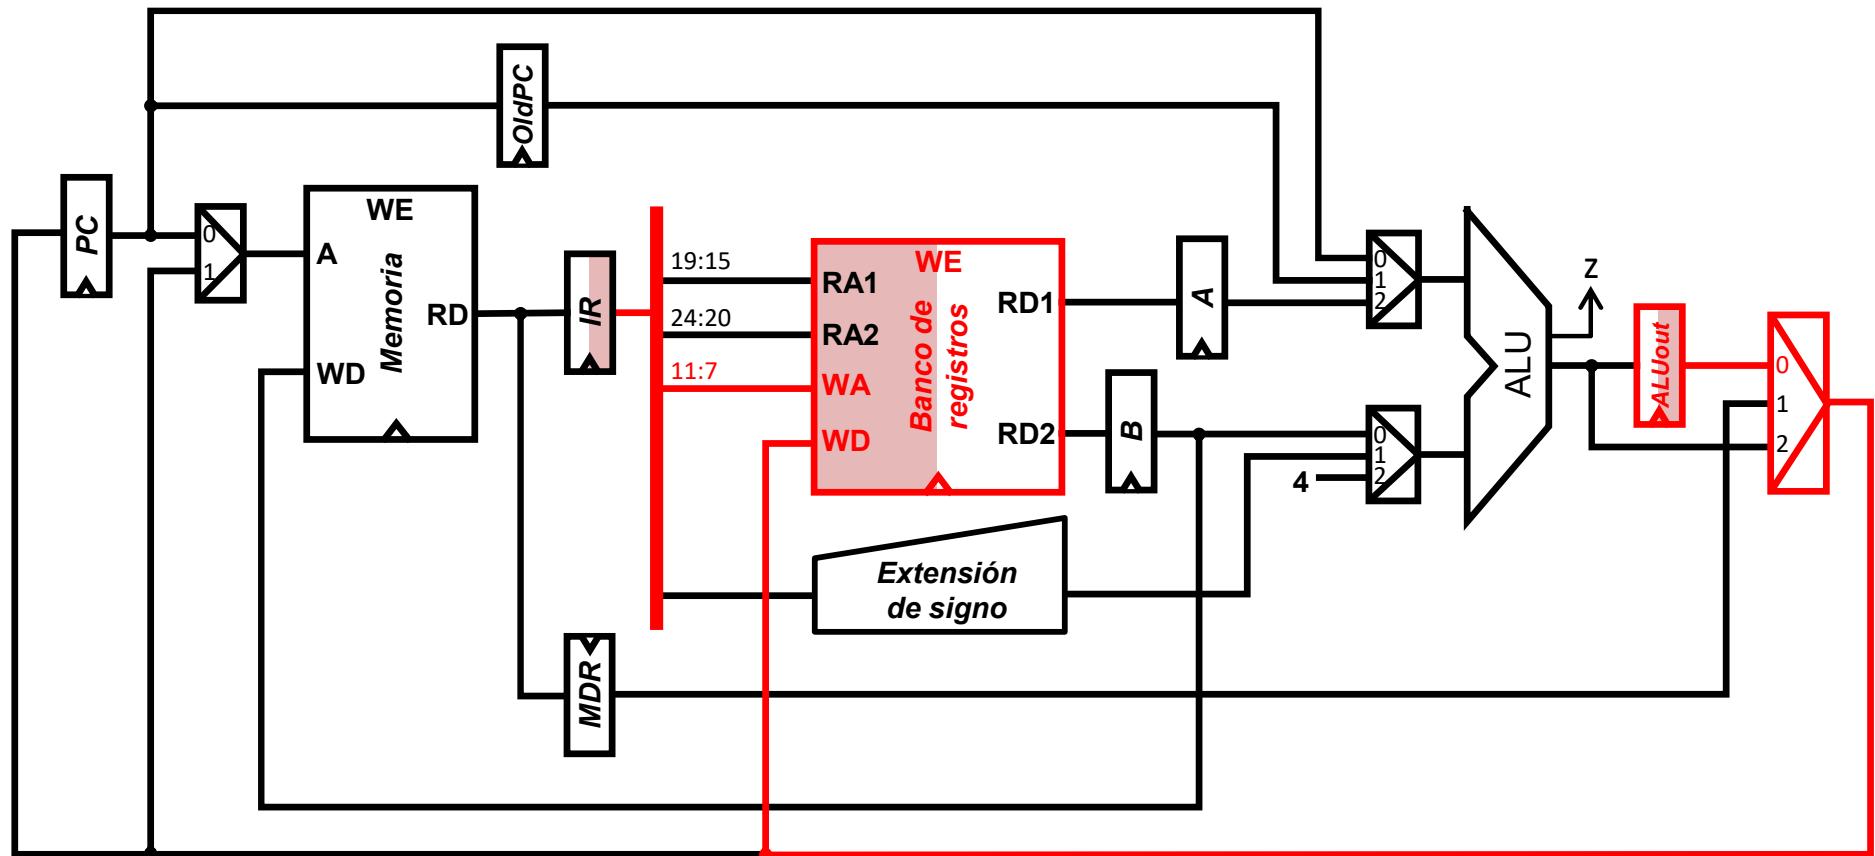 OldPC
PC
0
1
WE
A
Memoria
RD
WD
IR
19:15
24:20
11:7
WE
RA1
RA2
WA
WD
Banco de
registros
RD1
RD2
A
B
Extensión
de signo
MDR
0
1
2
0
1
2
4
ALU
Z
ALUout
0
1
2